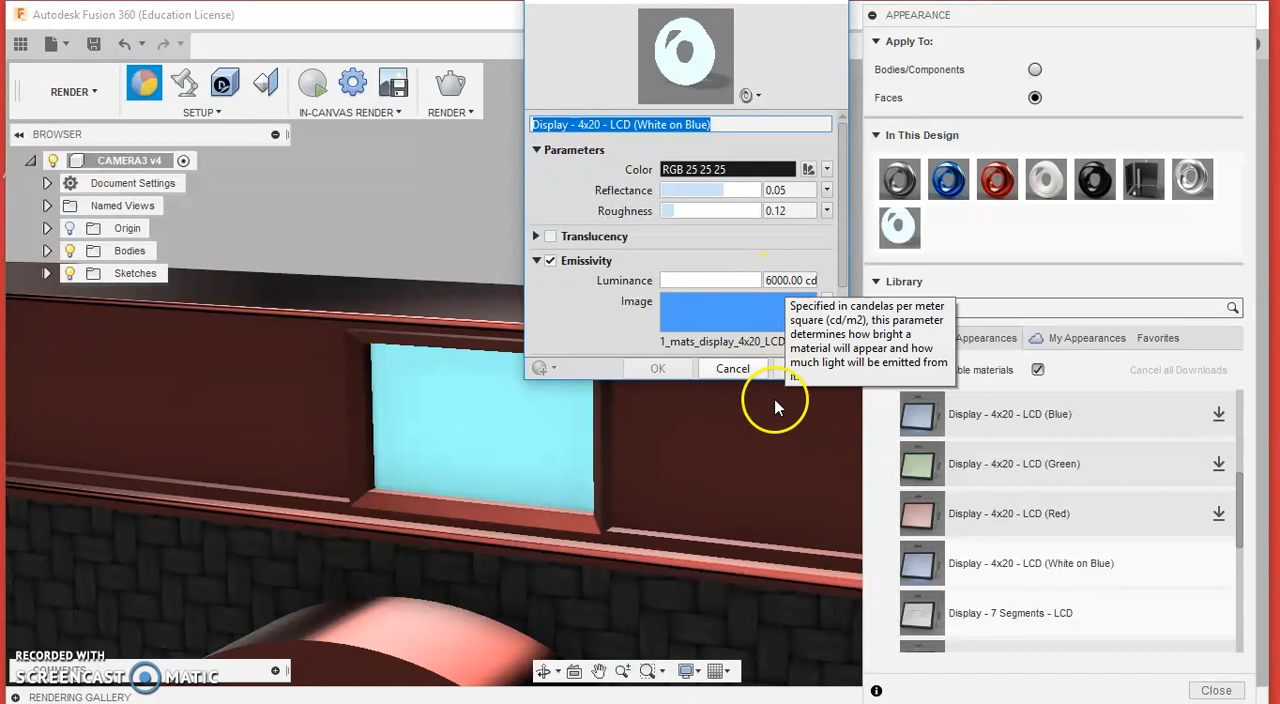 Autodesk Fusion 360 (Education License)
RENDER
SETUP
IN-CANVAS RENDER
RENDER
BROWSER
CAMERA3 v4
Document Settings
Named Views
Origin
Bodies
Sketches
Display - 4x20 - LCD (White on Blue)
Parameters
Color RGB 25 25 25
Reflectance 0.05
Roughness 0.12
Translucency
Emissivity
Luminance 6000.00 cd
Image
1_mats_display_4x20_LCD
OK Cancel
Specified in candelas per meter
square (cd/m2), this parameter
determines how bright a
material will appear and how
much light will be emitted from
APPEARANCE
Apply To:
Bodies/Components
Faces
In This Design
Library
Appearances My Appearances Favorites
materials Cancel all Downloads
Display - 4x20 - LCD (Blue)
Display - 4x20 - LCD (Green)
Display - 4x20 - LCD (Red)
Display - 4x20 - LCD (White on Blue)
Display - 7 Segments - LCD
Close
RECORDED WITH
SCREENCAST MATIC
COMMENTS
RENDERING GALLERY